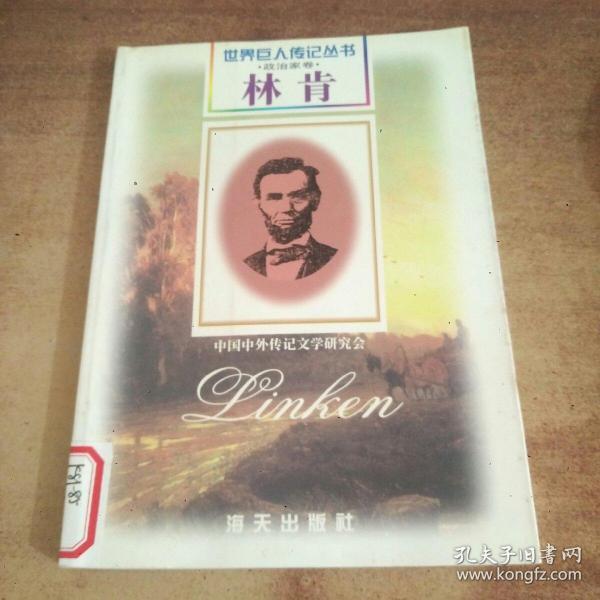 世界巨人传记丛书
·政治家卷·
林肯
中国中外传记文学研究会
Linken
海天出版社
K81-85
孔夫子旧书网
www.kongfz.com